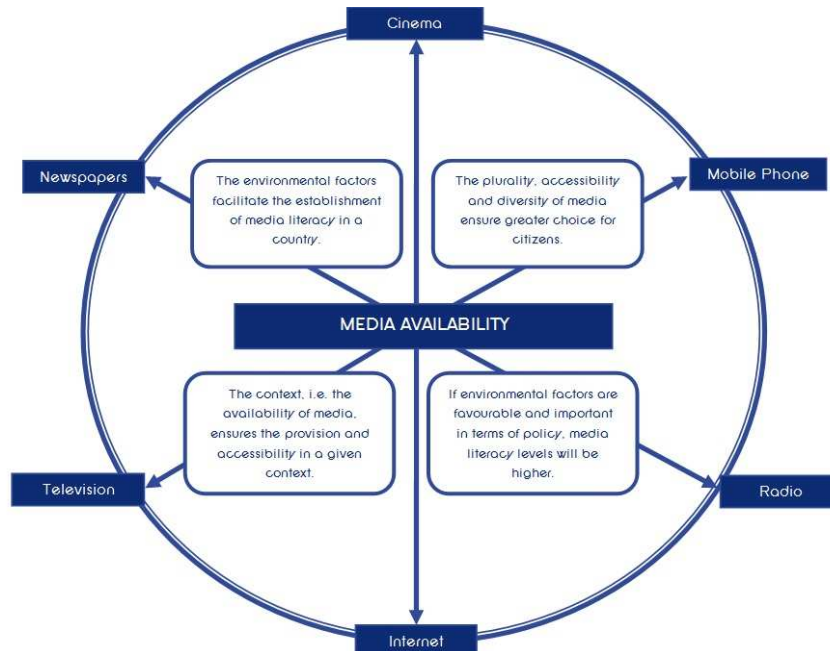 Cinema
Newspapers
Mobile Phone
The environmental factors
facilitate the establishment
of media literacy in a
country.
The plurality, accessibility
and diversity of media
ensure greater choice for
citizens.
MEDIA AVAILABILITY
The context, i.e. the
availability of media,
ensures the provision and
accessibility in a given
context.
If environmental factors are
favourable and important
in terms of policy, media
literacy levels will be
higher.
Television
Radio
Internet